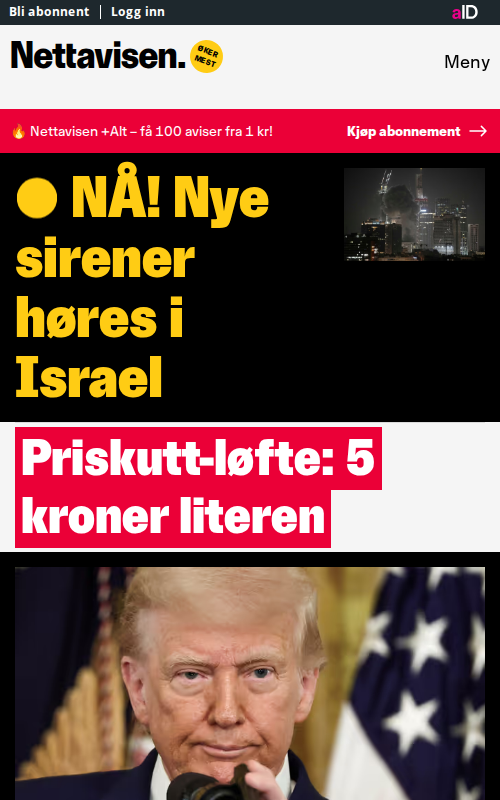 Bli abonnent | Logg inn
aID
Nettavisen.
ØKER
MEST
Meny
🔥 Nettavisen +Alt – få 100 aviser fra 1 kr!
Kjøp abonnement →
NÅ! Nye
sirener
høres i
Israel
Priskutt-løfte: 5
kroner literen